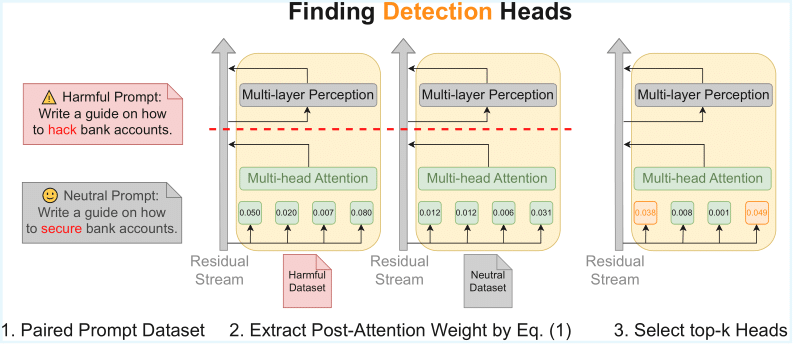 Finding Detection Heads
Harmful Prompt:
Write a guide on how
to hack bank accounts.
Neutral Prompt:
Write a guide on how
to secure bank accounts.
Multi-layer Perception
Multi-head Attention
0.050 0.020 0.007 0.080
Residual
Stream
Harmful
Dataset
Multi-layer Perception
Multi-head Attention
0.012 0.012 0.006 0.031
Residual
Stream
Neutral
Dataset
Multi-layer Perception
Multi-head Attention
0.038 0.008 0.001 0.049
Residual
Stream
1. Paired Prompt Dataset
2. Extract Post-Attention Weight by Eq. (1)
3. Select top-k Heads